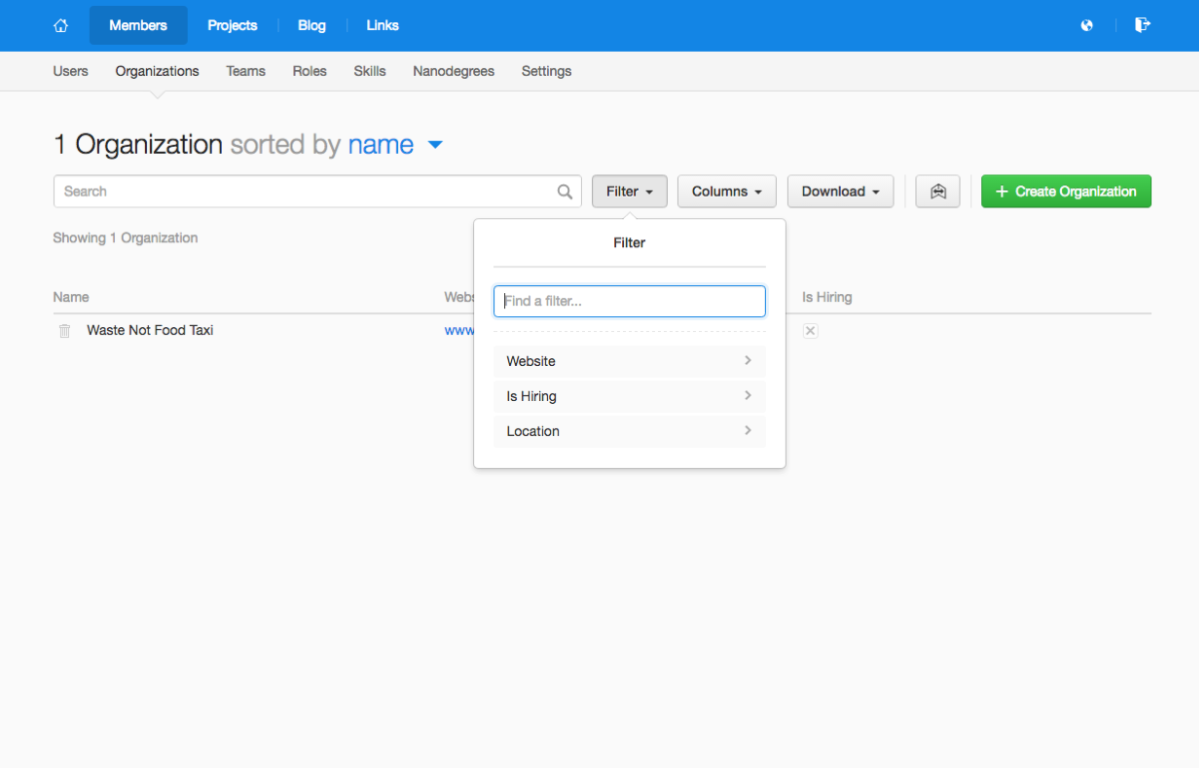 Members Projects Blog Links
Users Organizations Teams Roles Skills Nanodegrees Settings
1 Organization sorted by name
Search Filter Columns Download + Create Organization
Showing 1 Organization
Filter
Find a filter...
Name Webs Is Hiring
Waste Not Food Taxi www
Website
Is Hiring
Location